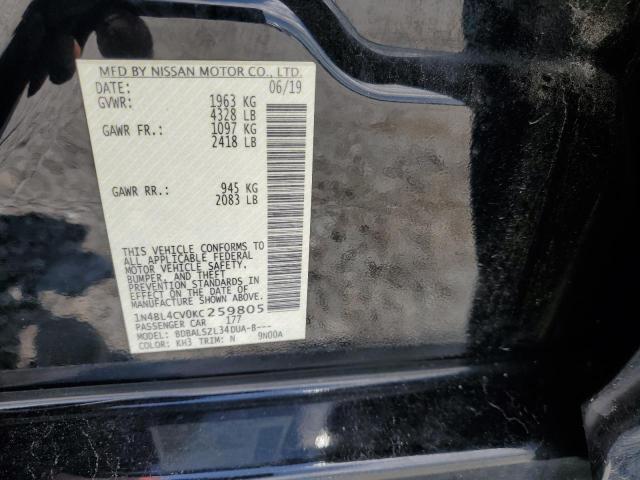 MFD BY NISSAN MOTOR CO., LTD.
DATE: 06/19
GVWR: 1963 KG
4328 LB
GAWR FR.: 1097 KG
2418 LB
GAWR RR.: 945 KG
2083 LB
THIS VEHICLE CONFORMS TO
ALL APPLICABLE FEDERAL
MOTOR VEHICLE SAFETY,
BUMPER, AND THEFT
PREVENTION STANDARDS IN
EFFECT ON THE DATE OF
MANUFACTURE SHOWN ABOVE.
1N4BL4CV0KC259805
PASSENGER CAR 177
MODEL: BDBALSZL34DUA-B---
COLOR: KH3 TRIM: N 9N00A